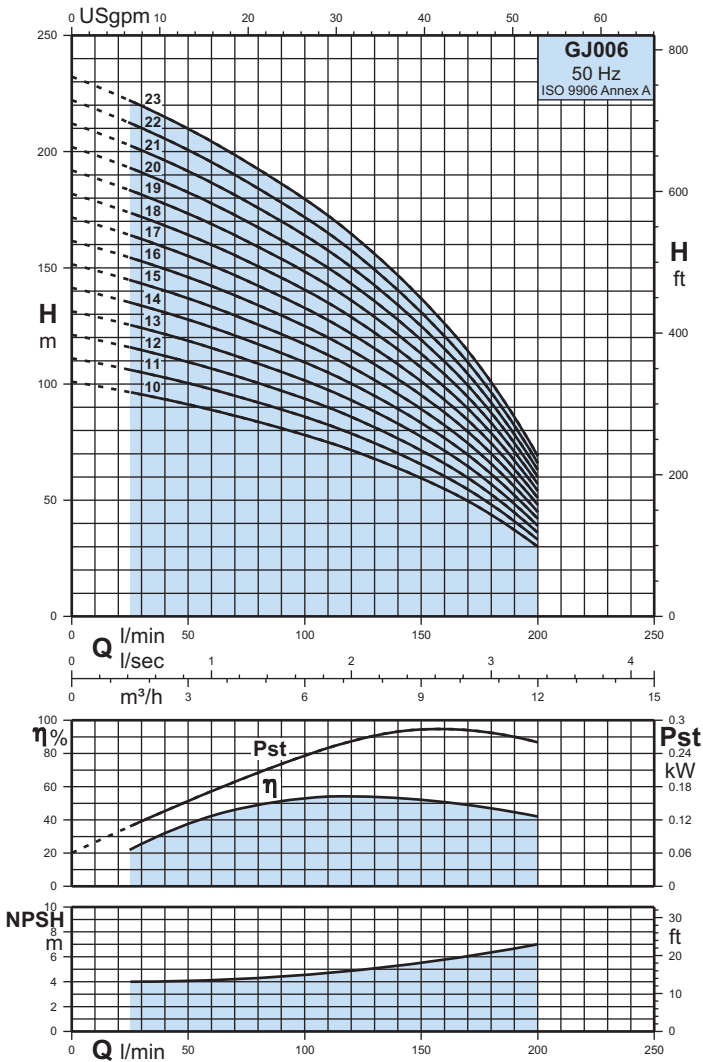 0 USgpm 10 20 30 40 50 60
250 800
GJ006
50 Hz
ISO 9906 Annex A
23
22
21
20
19
18
17
16
15
14
13
12
11
10
200
600
150
H
ft
H
m
400
100
200
50
0 0
0 50 100 150 200 250
Q l/min
0 l/sec 1 2 3 4
0 m³/h 3 6 9 12 15
100 0.3
η% Pst
80 0.24
kW
Pst
η
60 0.18
40 0.12
20 0.06
0 0
10
NPSH
m
8
6
4
2
0
30
ft
20
10
0
0 50 100 150 200 250
Q l/min